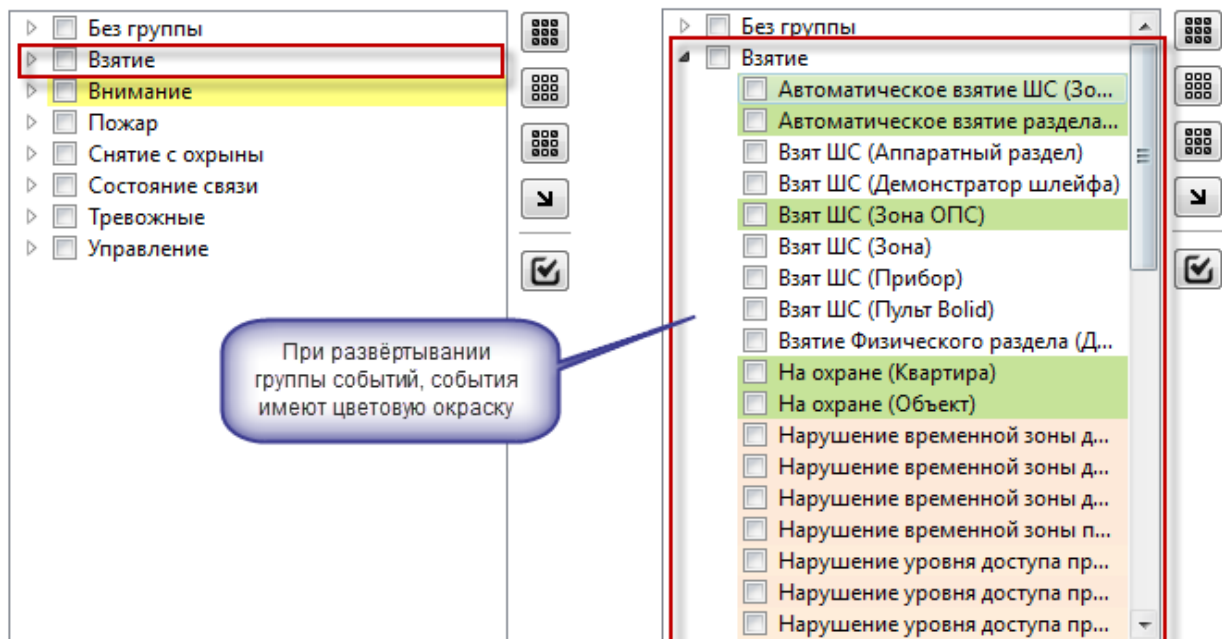 Без группы
Взятие
Внимание
Пожар
Снятие с охрыны
Состояние связи
Тревожные
Управление
При развёртывании
группы событий, события
имеют цветовую окраску
Без группы
Взятие
Автоматическое взятие ШС (Зо...
Автоматическое взятие раздела...
Взят ШС (Аппаратный раздел)
Взят ШС (Демонстратор шлейфа)
Взят ШС (Зона ОПС)
Взят ШС (Зона)
Взят ШС (Прибор)
Взят ШС (Пульт Bolid)
Взятие Физического раздела (Д...
На охране (Квартира)
На охране (Объект)
Нарушение временной зоны д...
Нарушение временной зоны д...
Нарушение временной зоны д...
Нарушение временной зоны п...
Нарушение уровня доступа пр...
Нарушение уровня доступа пр...
Нарушение уровня доступа пр...